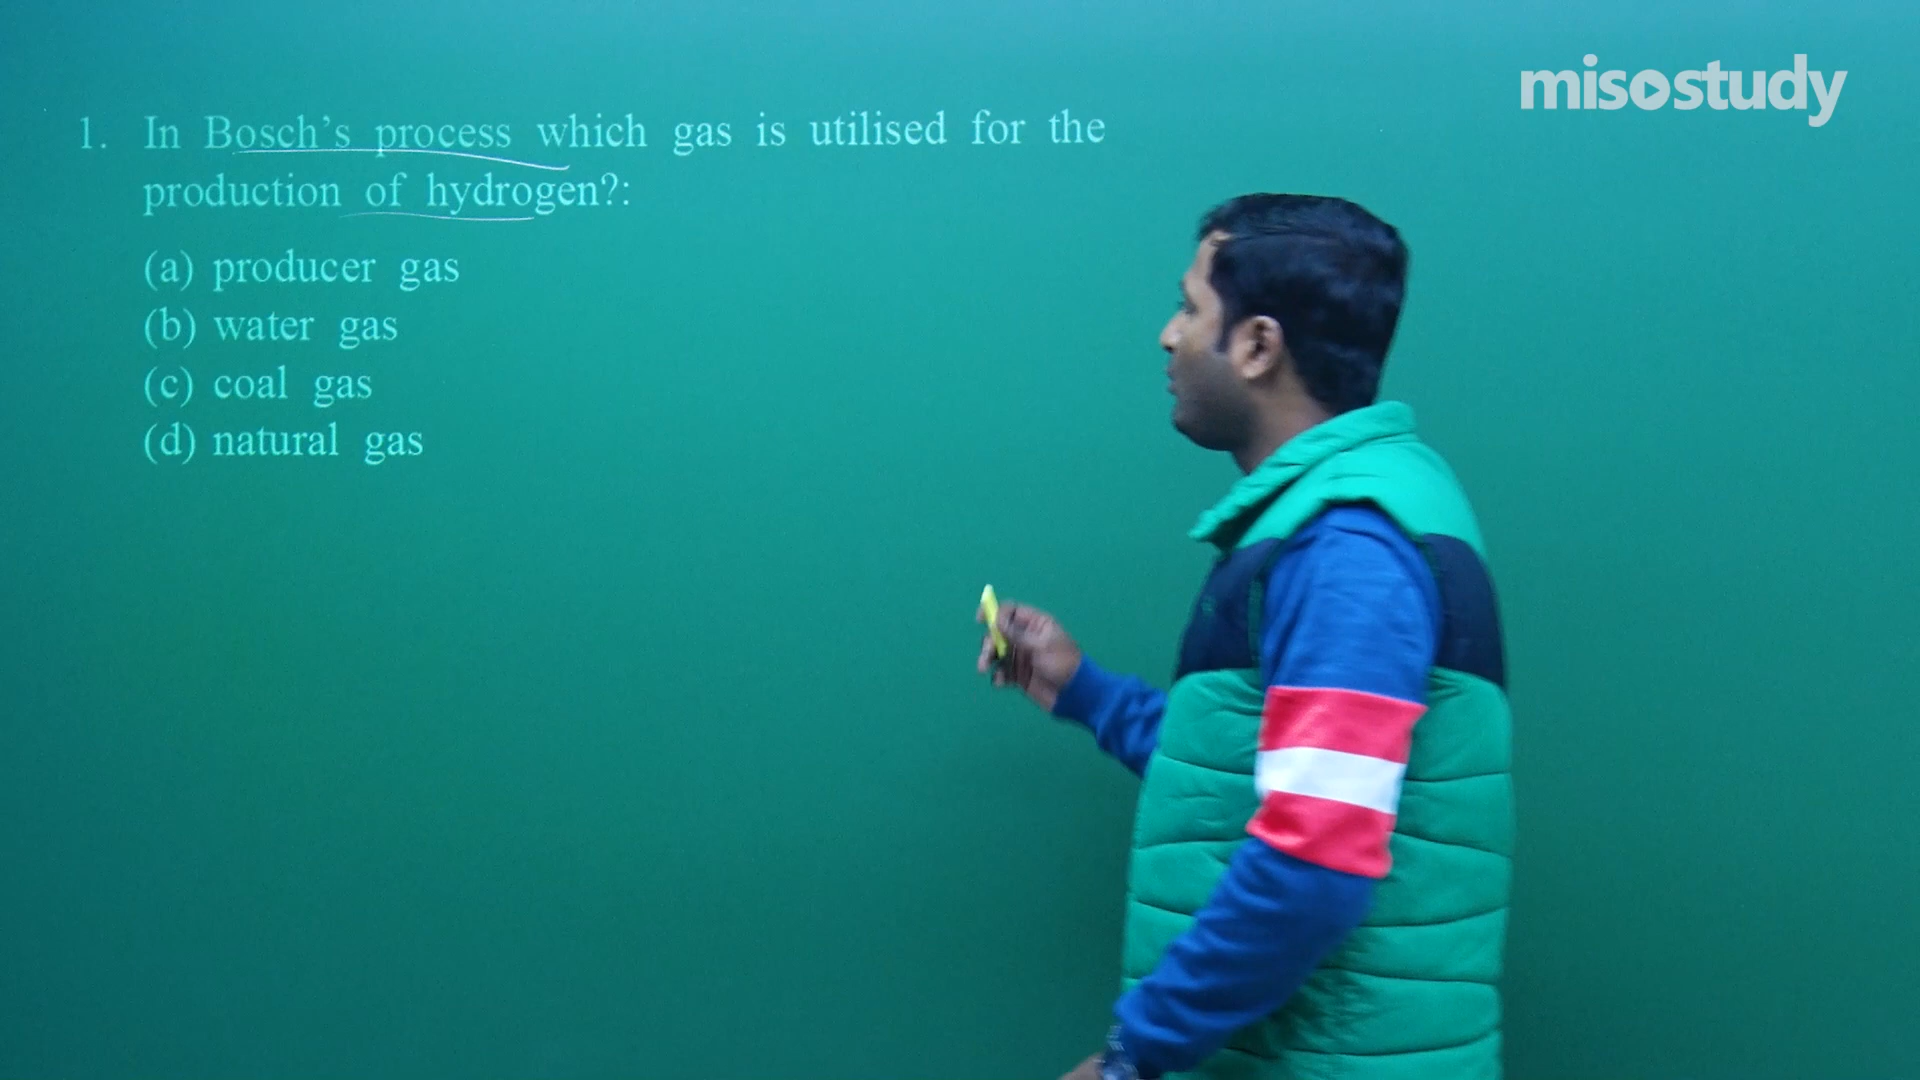 misostudy
1. In Bosch's process which gas is utilised for the
production of hydrogen?:
(a) producer gas
(b) water gas
(c) coal gas
(d) natural gas